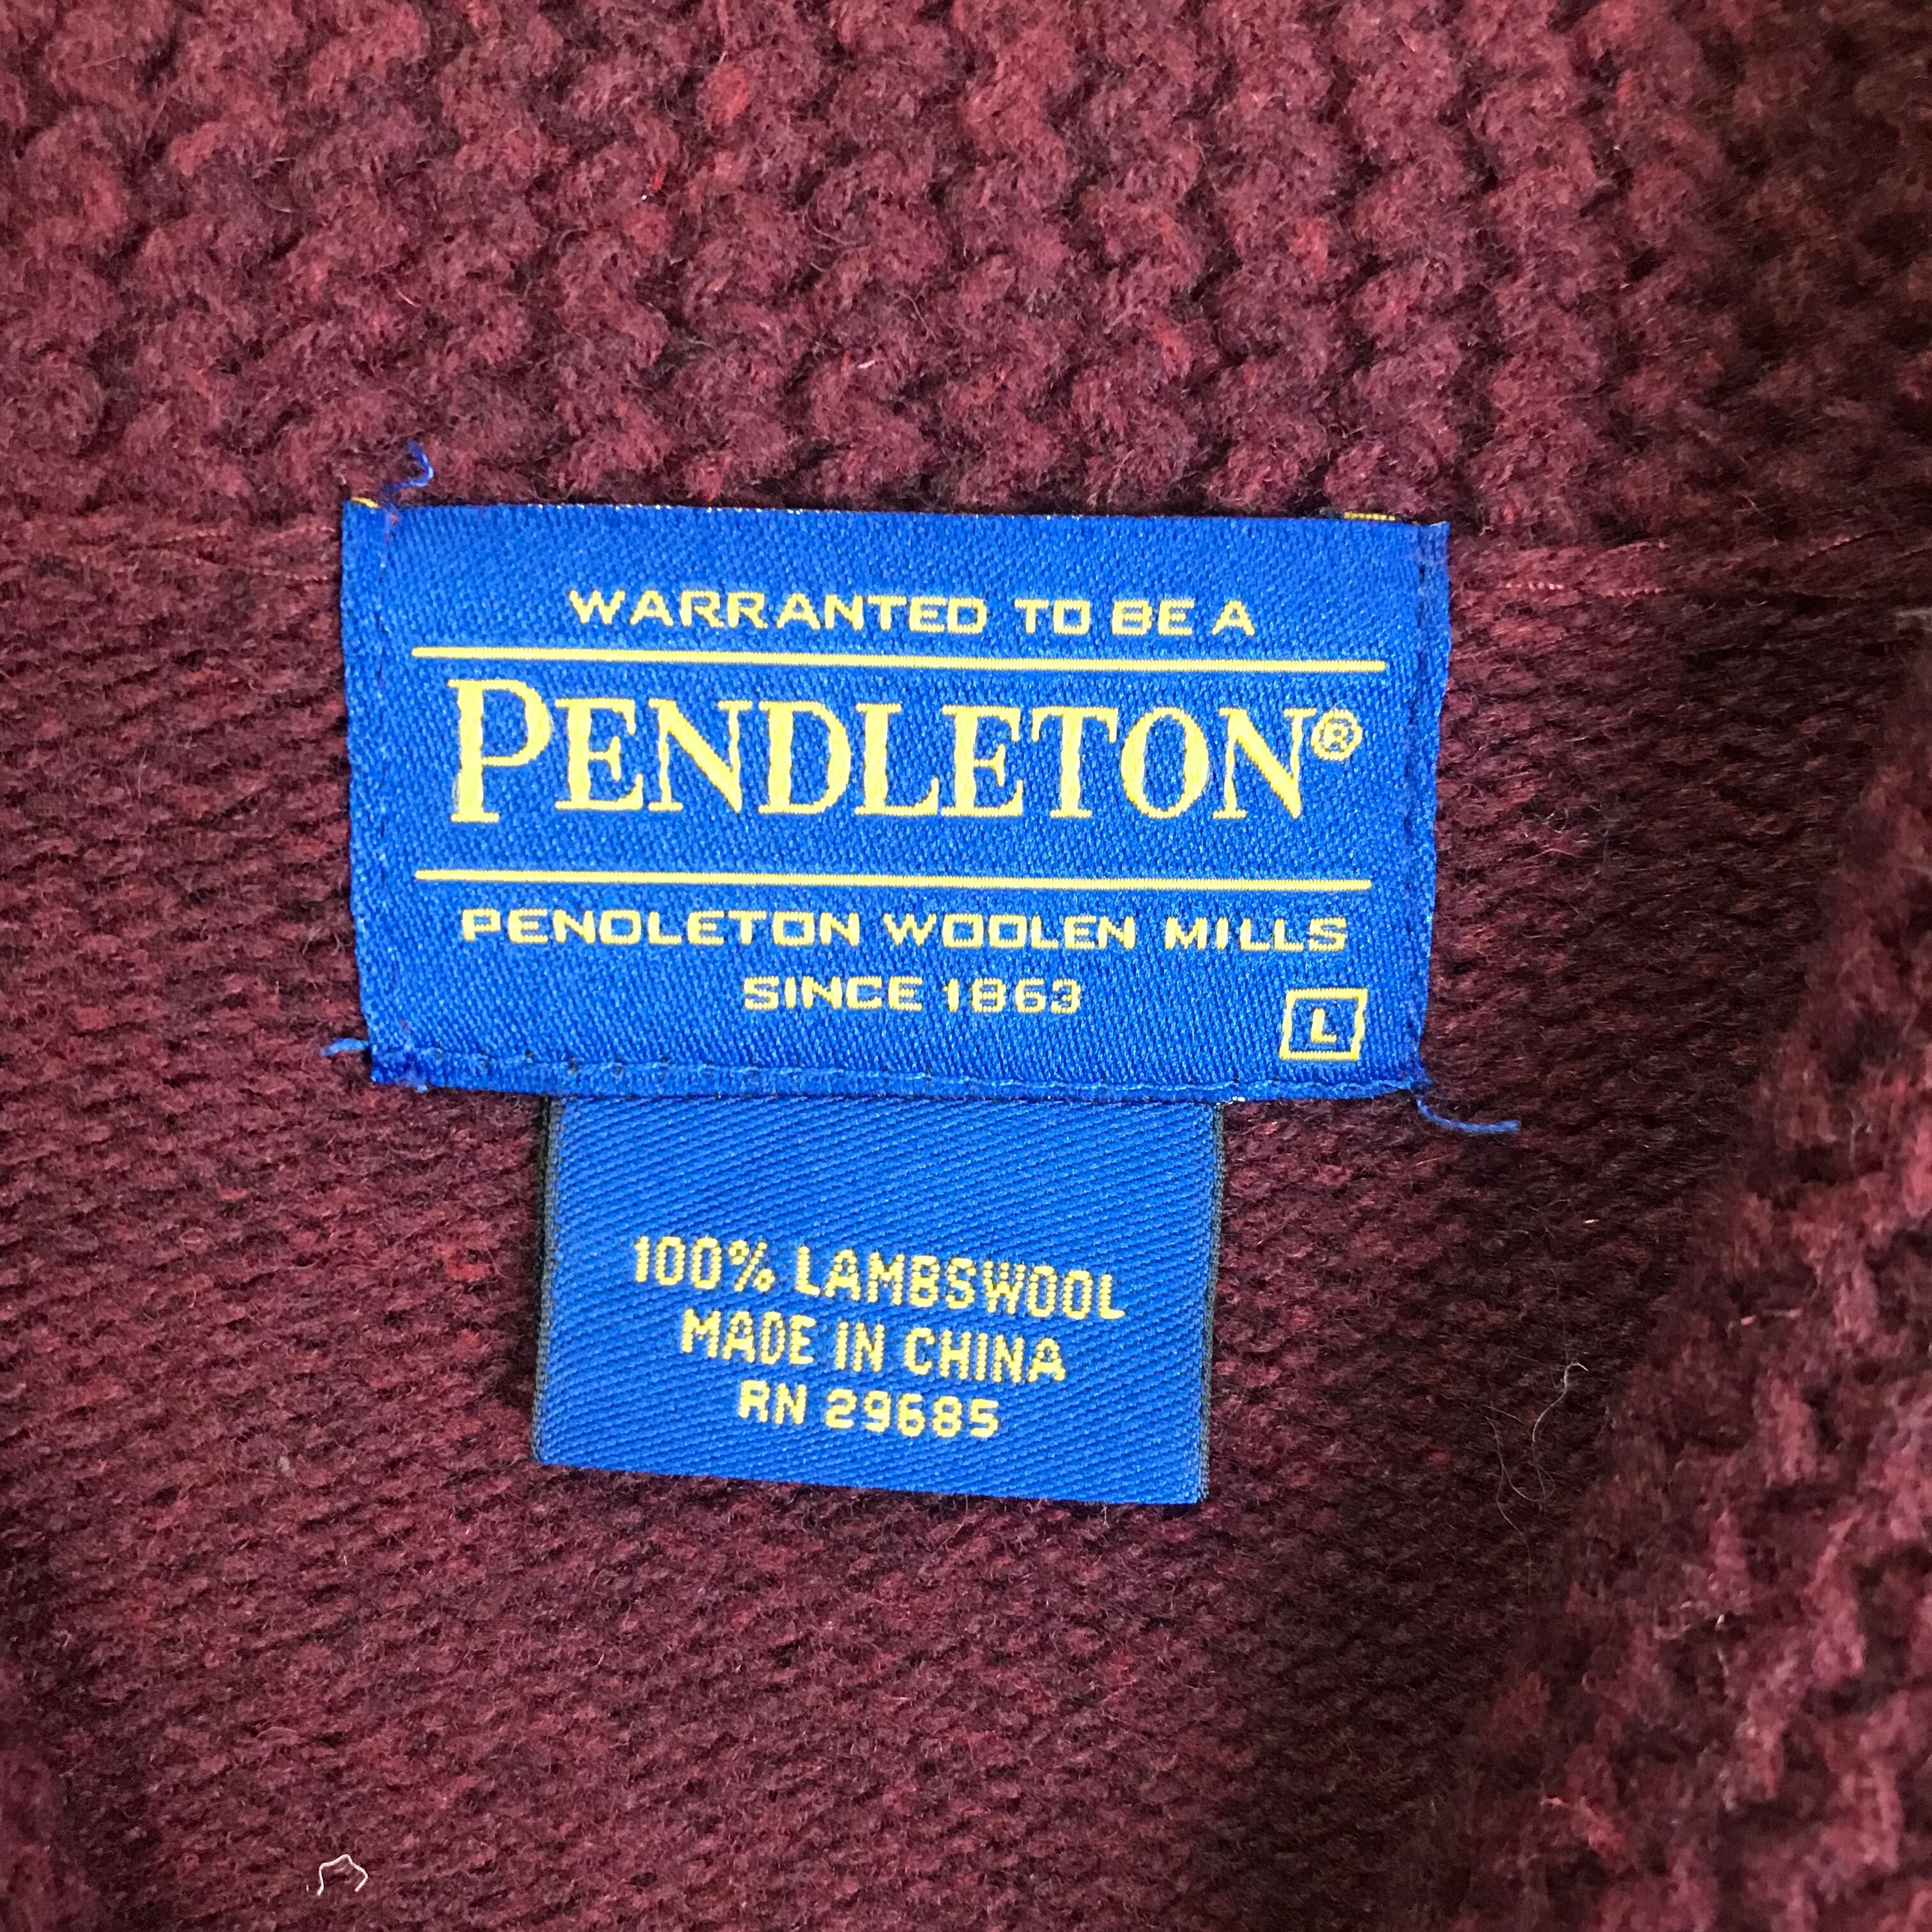 WARRANTED TO BE A
PENDLETON®
PENDLETON WOOLEN MILLS
SINCE 1863
L
100% LAMBSWOOL
MADE IN CHINA
RN 29685